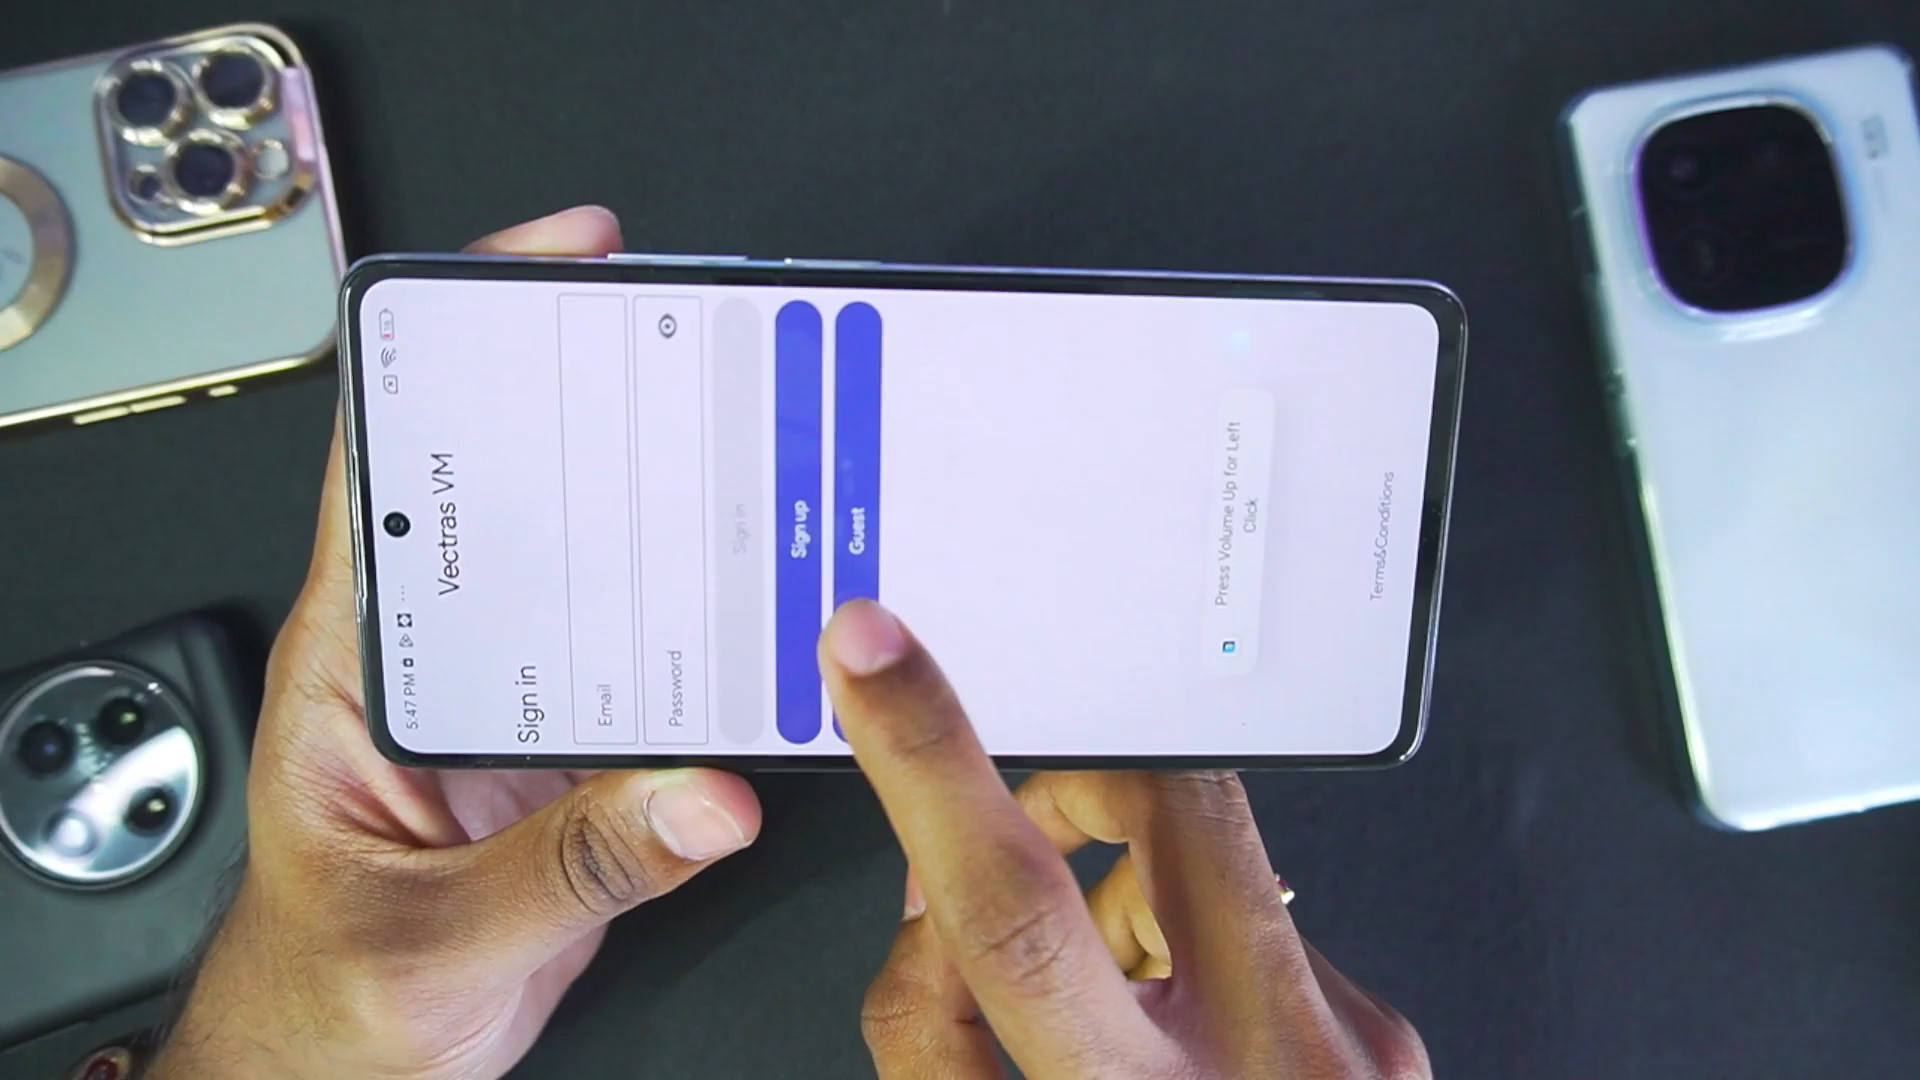 5:47 PM
Vectras VM
Sign in
Email
Password
Sign in
Sign up
Guest
Press Volume Up for Left
Click
Terms&Conditions